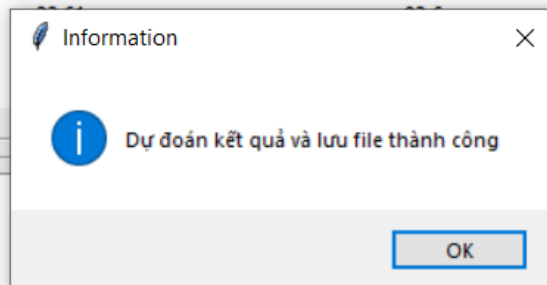 Information
Dự đoán kết quả và lưu file thành công
OK